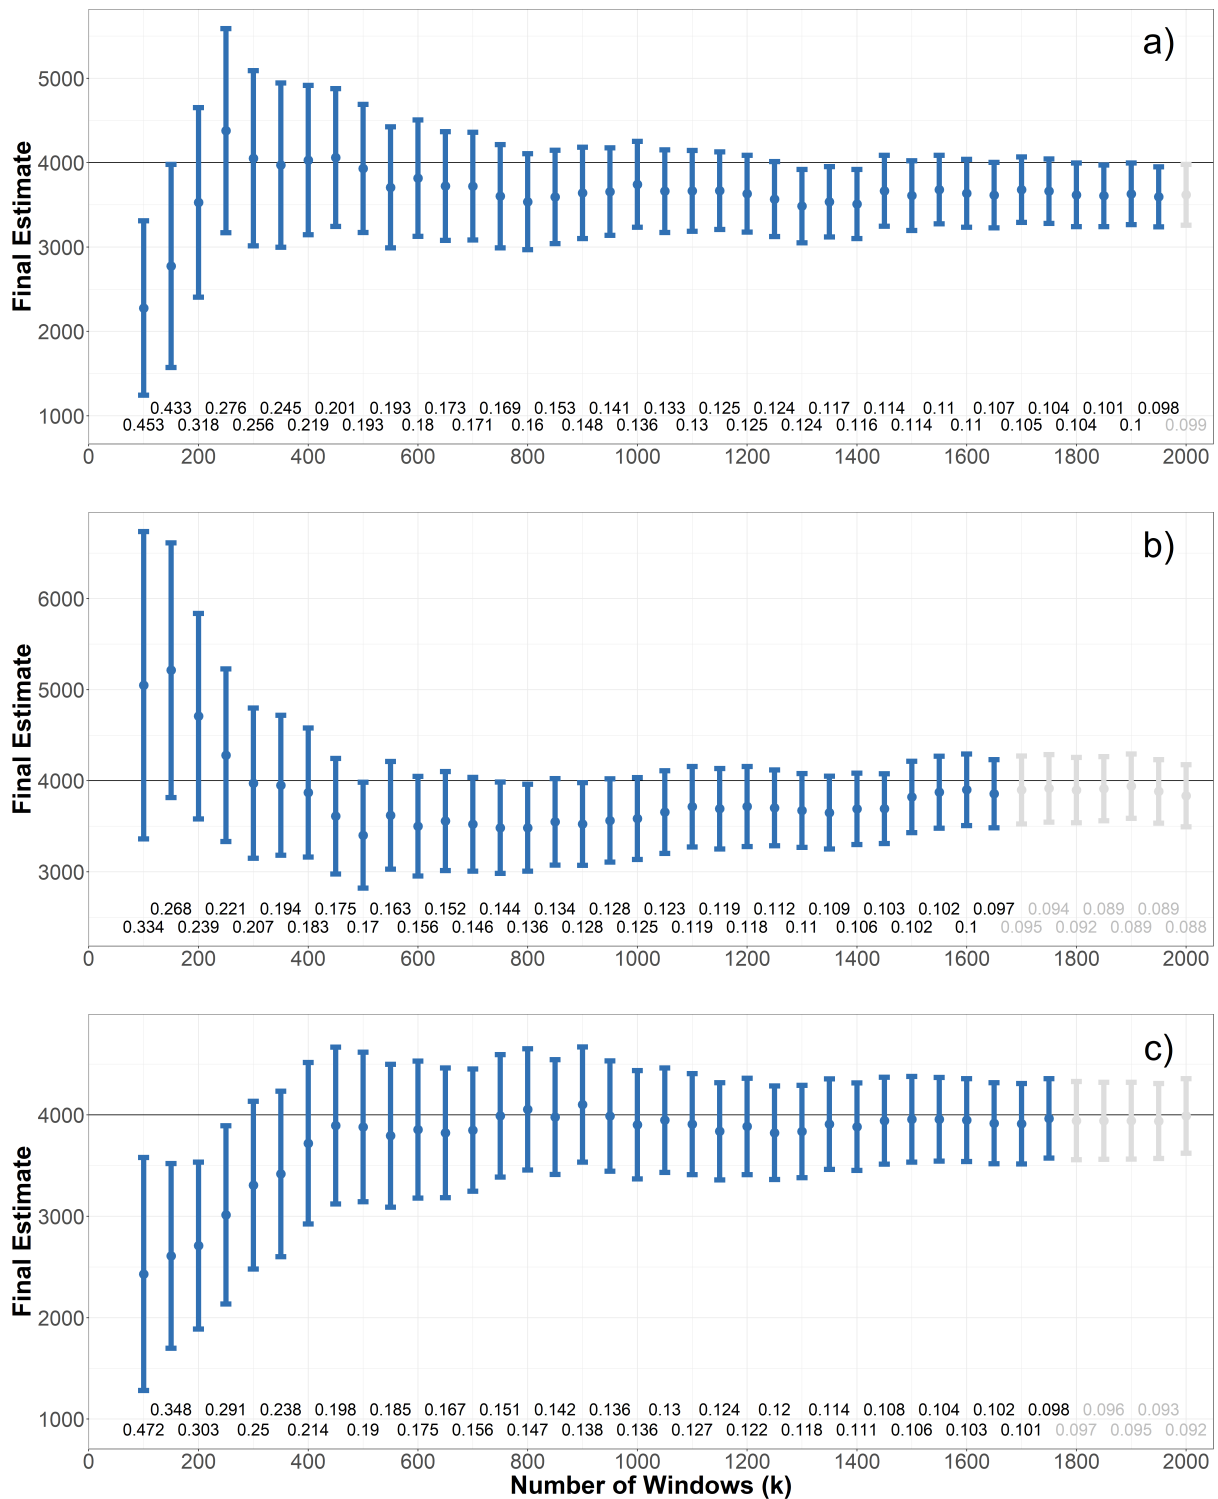 a)
5000
4000
3000
2000
1000
Final Estimate
0.433 0.276 0.245 0.201 0.193 0.173 0.169 0.153 0.141 0.133 0.125 0.124 0.117 0.114 0.11 0.107 0.104 0.101 0.098
0.453 0.318 0.256 0.219 0.193 0.18 0.171 0.16 0.148 0.136 0.13 0.125 0.124 0.116 0.114 0.11 0.105 0.104 0.1 0.099
0 200 400 600 800 1000 1200 1400 1600 1800 2000
b)
6000
5000
4000
3000
Final Estimate
0.268 0.221 0.194 0.175 0.163 0.152 0.144 0.134 0.128 0.123 0.119 0.112 0.109 0.103 0.102 0.097 0.094 0.089 0.089
0.334 0.239 0.207 0.183 0.17 0.156 0.146 0.136 0.128 0.125 0.119 0.118 0.11 0.106 0.102 0.1 0.095 0.092 0.089 0.088
0 200 400 600 800 1000 1200 1400 1600 1800 2000
c)
4000
3000
2000
1000
Final Estimate
0.348 0.291 0.238 0.198 0.185 0.167 0.151 0.142 0.136 0.13 0.124 0.12 0.114 0.108 0.104 0.102 0.098 0.096 0.093
0.472 0.303 0.25 0.214 0.19 0.175 0.156 0.147 0.138 0.136 0.127 0.122 0.118 0.111 0.106 0.103 0.101 0.097 0.095 0.092
0 200 400 600 800 1000 1200 1400 1600 1800 2000
Number of Windows (k)